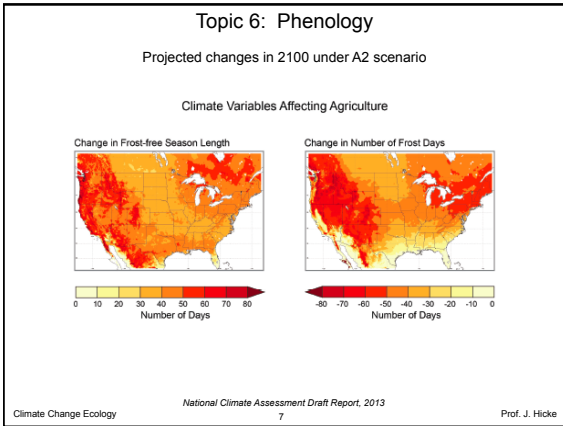 Topic 6:  Phenology
Projected changes in 2100 under A2 scenario
Climate Variables Affecting Agriculture
Change in Frost-free Season Length
Change in Number of Frost Days
0 10 20 30 40 50 60 70 80
Number of Days
-80 -70 -60 -50 -40 -30 -20 -10 0
Number of Days
National Climate Assessment Draft Report, 2013
Climate Change Ecology
7
Prof. J. Hicke